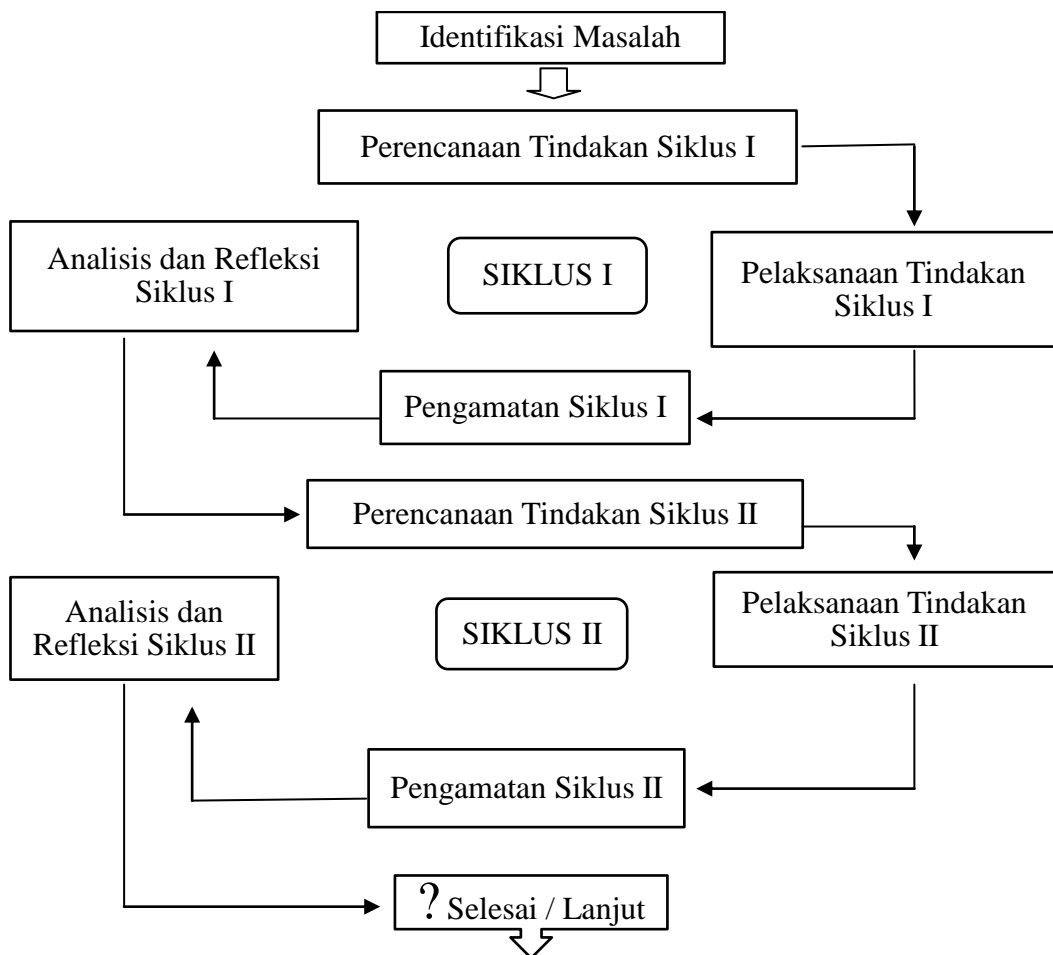 Identifikasi Masalah
Perencanaan Tindakan Siklus I
Analisis dan Refleksi
Siklus I
SIKLUS I
Pelaksanaan Tindakan
Siklus I
Pengamatan Siklus I
Perencanaan Tindakan Siklus II
Analisis dan
Refleksi Siklus II
SIKLUS II
Pelaksanaan Tindakan
Siklus II
Pengamatan Siklus II
? Selesai / Lanjut